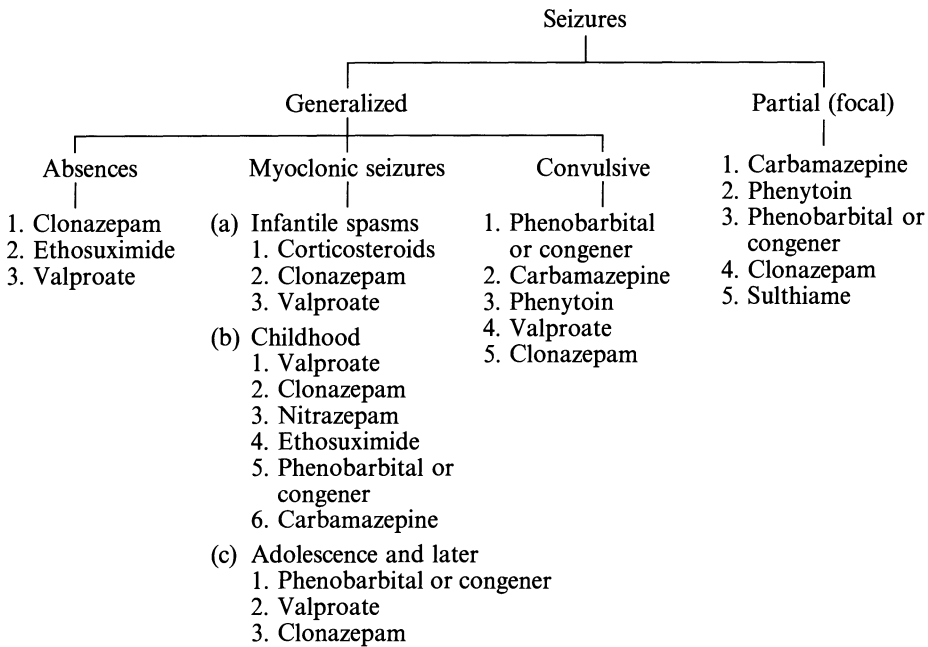 Seizures
Generalized
Partial (focal)
Absences
Myoclonic seizures
Convulsive
1. Clonazepam
2. Ethosuximide
3. Valproate
(a) Infantile spasms
1. Corticosteroids
2. Clonazepam
3. Valproate
(b) Childhood
1. Valproate
2. Clonazepam
3. Nitrazepam
4. Ethosuximide
5. Phenobarbital or
congener
6. Carbamazepine
(c) Adolescence and later
1. Phenobarbital or congener
2. Valproate
3. Clonazepam
1. Phenobarbital
or congener
2. Carbamazepine
3. Phenytoin
4. Valproate
5. Clonazepam
1. Carbamazepine
2. Phenytoin
3. Phenobarbital or
congener
4. Clonazepam
5. Sulthiame